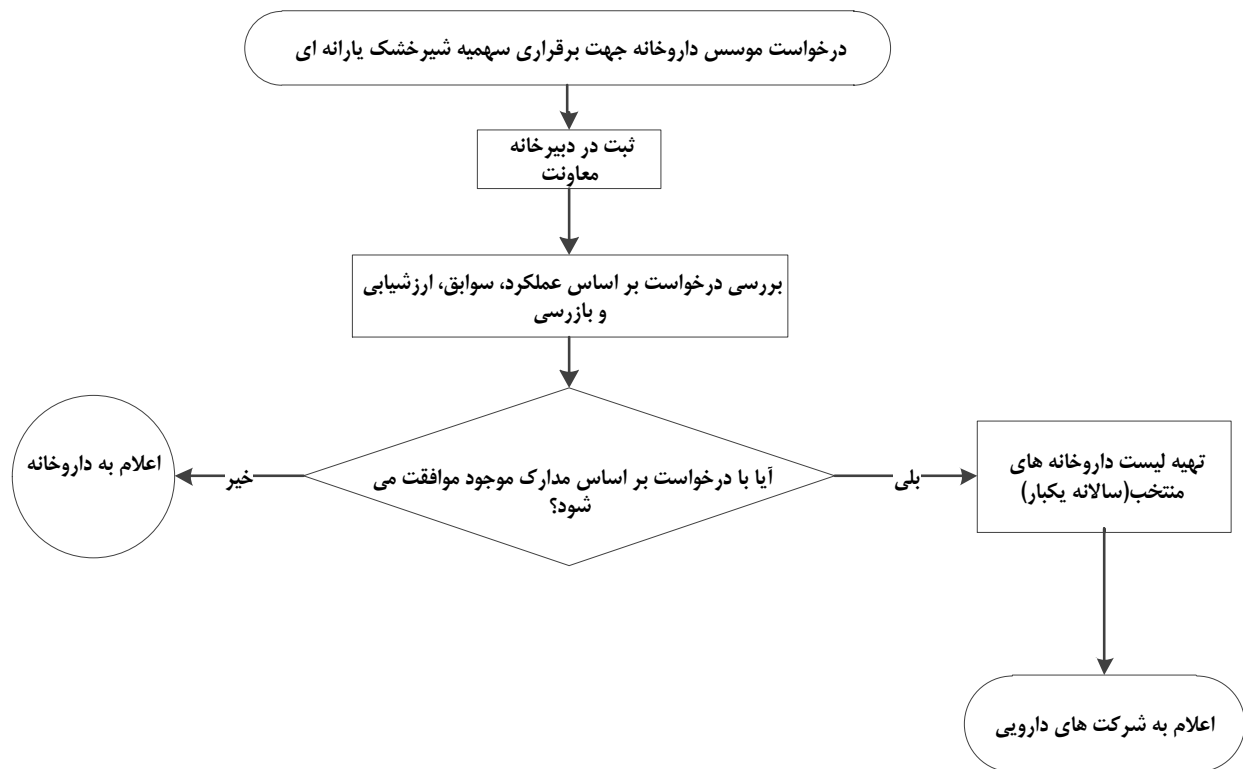 درخواست موسس داروخانه جهت برقراری سهمیه شیرخشک یارانه ای
ثبت در دبیرخانه
معاونت
بررسی درخواست بر اساس عملکرد، سوابق، ارزشیابی
و بازرسی
آیا با درخواست بر اساس مدارک موجود موافقت می
شود؟
بلی
خیر
تهیه لیست داروخانه های
منتخب(سالانه یکبار)
اعلام به داروخانه
اعلام به شرکت های دارویی